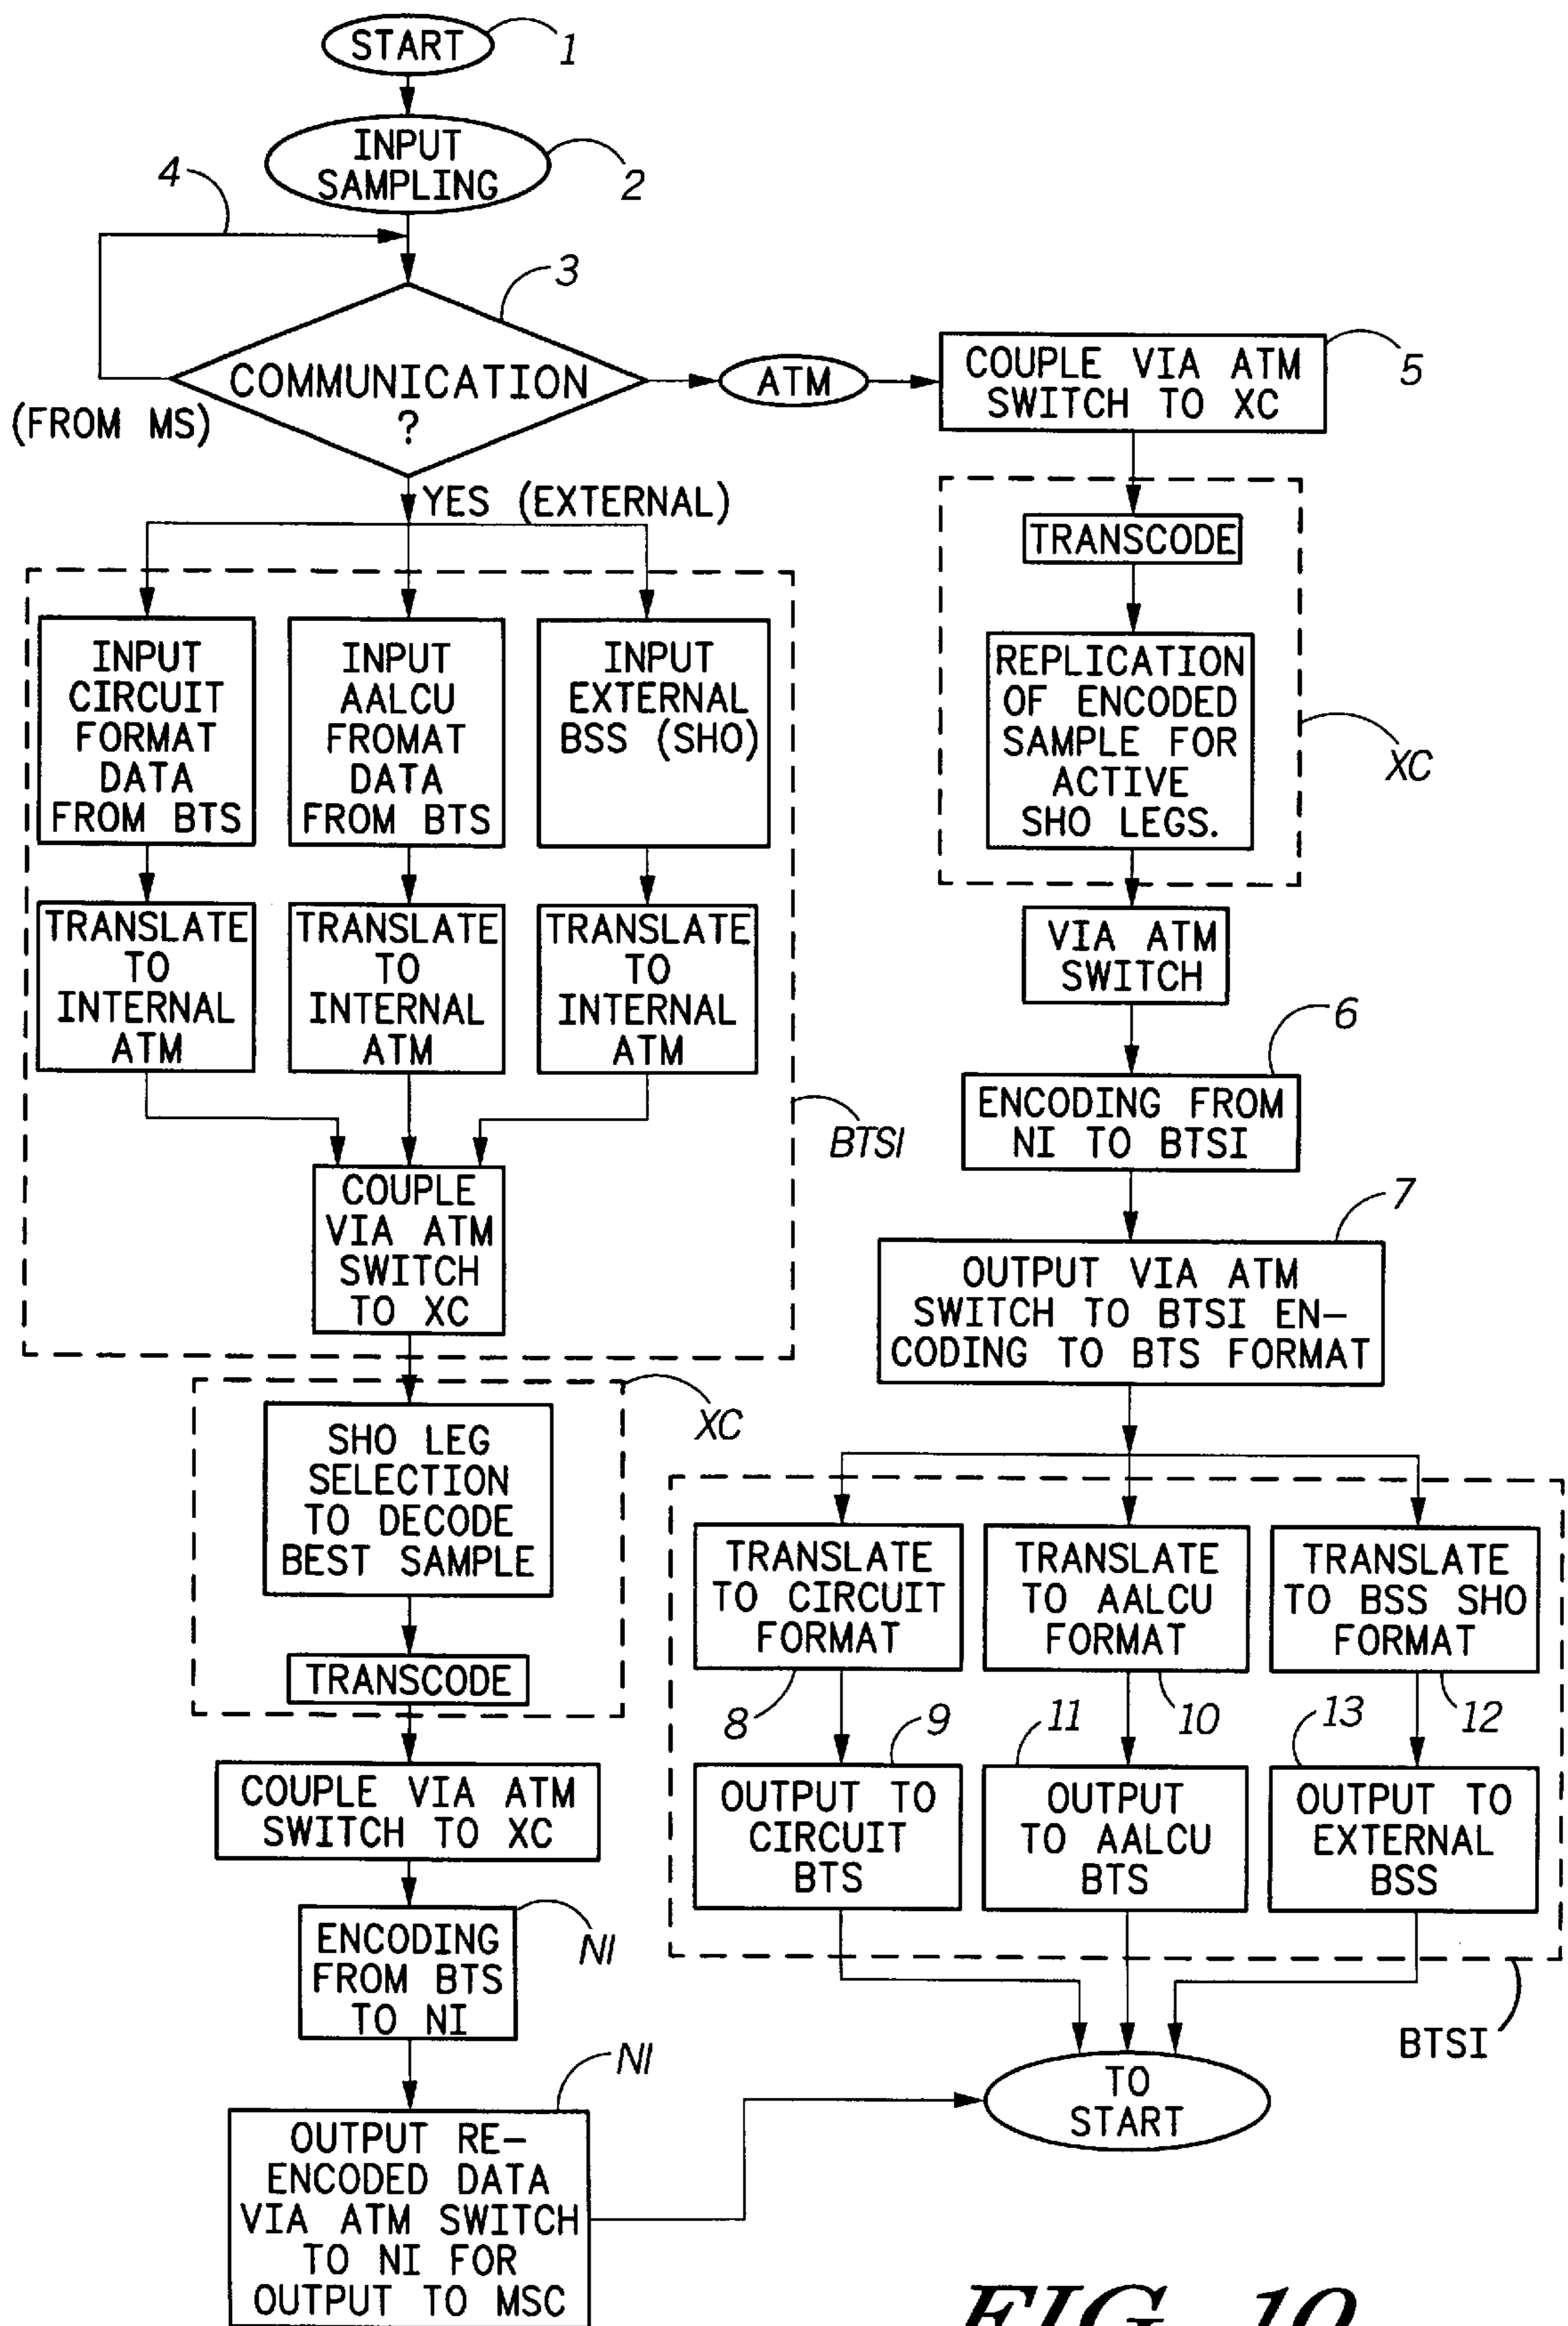 START
1
INPUT
SAMPLING
2
4
3
COMMUNICATION
?
(FROM MS)
ATM
COUPLE VIA ATM
SWITCH TO XC
5
YES (EXTERNAL)
INPUT
CIRCUIT
FORMAT
DATA
FROM BTS
INPUT
AALCU
FROMAT
DATA
FROM BTS
INPUT
EXTERNAL
BSS (SHO)
TRANSLATE
TO
INTERNAL
ATM
TRANSLATE
TO
INTERNAL
ATM
TRANSLATE
TO
INTERNAL
ATM
BTSI
COUPLE
VIA ATM
SWITCH
TO XC
XC
SHO LEG
SELECTION
TO DECODE
BEST SAMPLE
TRANSCODE
COUPLE VIA ATM
SWITCH TO XC
ENCODING
FROM BTS
TO NI
NI
NI
OUTPUT RE-
ENCODED DATA
VIA ATM SWITCH
TO NI FOR
OUTPUT TO MSC
TRANSCODE
REPLICATION
OF ENCODED
SAMPLE FOR
ACTIVE
SHO LEGS.
XC
VIA ATM
SWITCH
6
ENCODING FROM
NI TO BTSI
7
OUTPUT VIA ATM
SWITCH TO BTSI EN-
CODING TO BTS FORMAT
TRANSLATE
TO CIRCUIT
FORMAT
TRANSLATE
TO AALCU
FORMAT
TRANSLATE
TO BSS SHO
FORMAT
8
9
11
10
13
12
OUTPUT TO
CIRCUIT
BTS
OUTPUT
TO AALCU
BTS
OUTPUT TO
EXTERNAL
BSS
BTSI
TO
START
FIG. 10